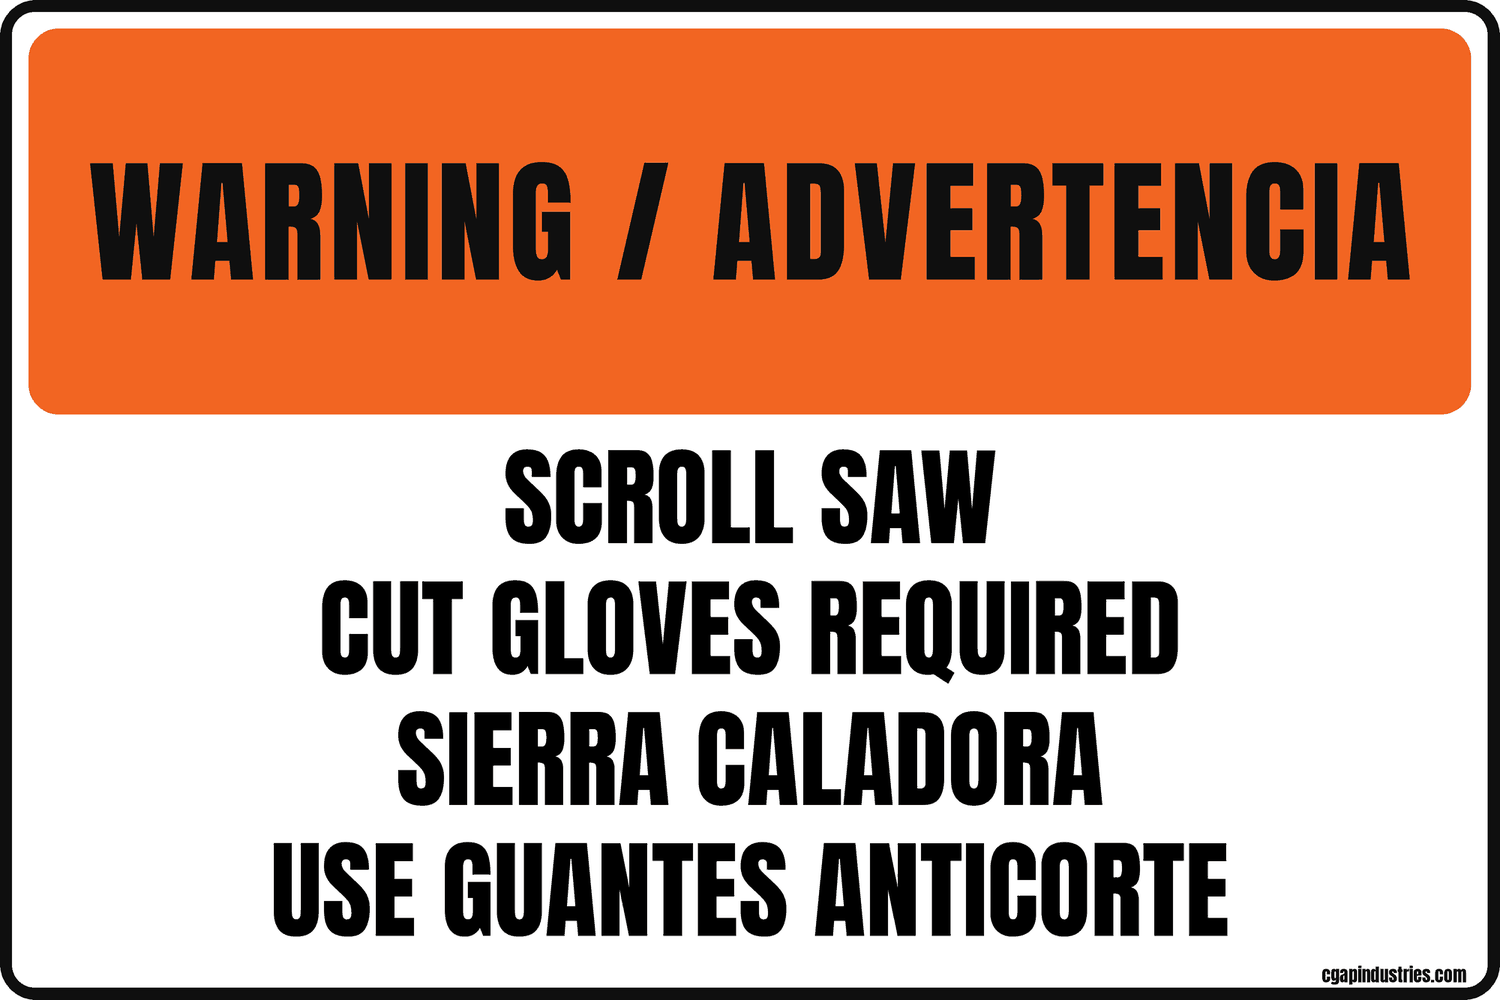 WARNING / ADVERTENCIA
SCROLL SAW
CUT GLOVES REQUIRED
SIERRA CALADORA
USE GUANTES ANTICORTE
cgapindustries.com